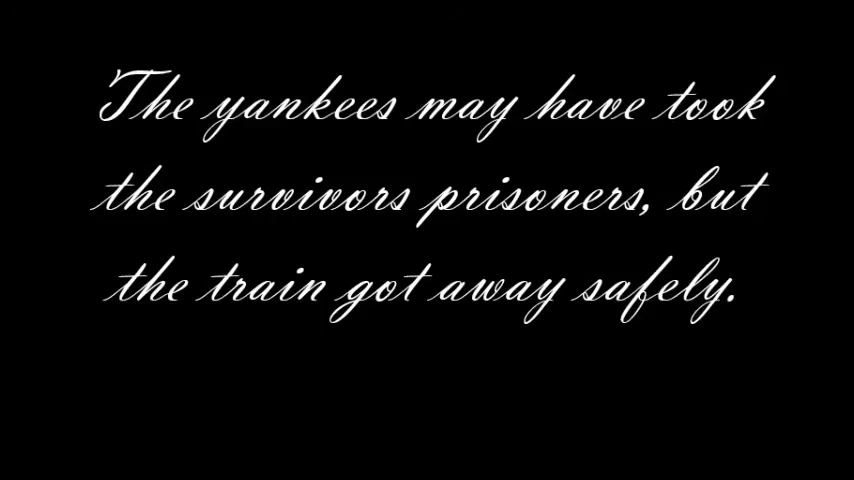 The yankees may have took
the survivors prisoners, but
the train got away safely.